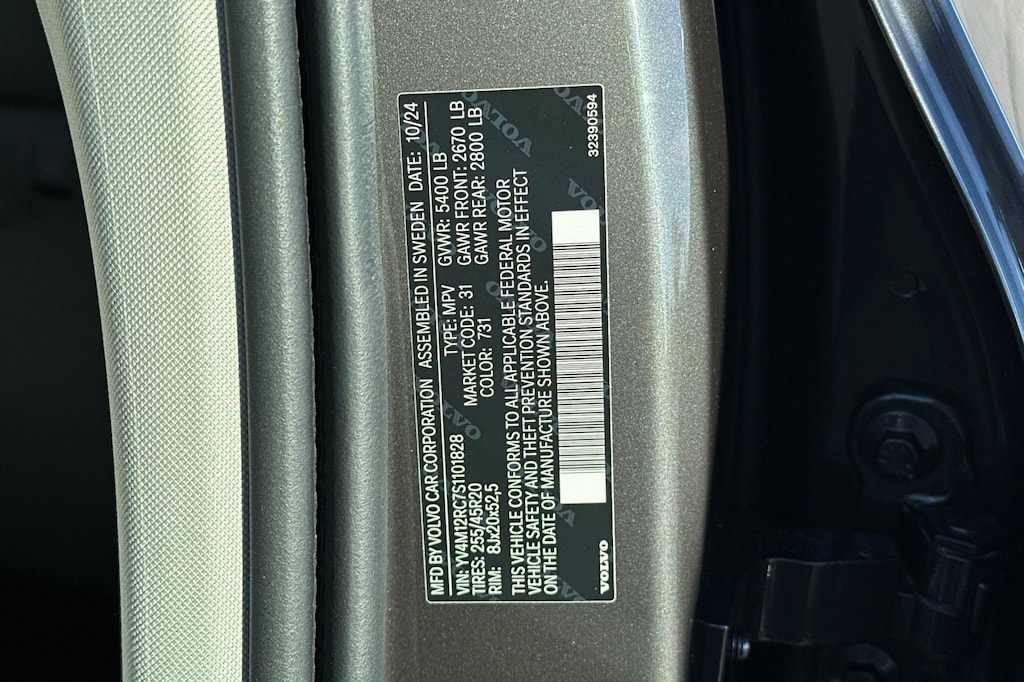 MFD BY VOLVO CAR CORPORATION ASSEMBLED IN SWEDEN DATE: 10/24
VIN: YV4M12RC7S1101828 TYPE: MPV GVWR: 5400 LB
TIRES: 255/45R20 MARKET CODE: 31 GAWR FRONT: 2670 LB
RIM: 8Jx20x52,5 COLOR: 731 GAWR REAR: 2800 LB
THIS VEHICLE CONFORMS TO ALL APPLICABLE FEDERAL MOTOR
VEHICLE SAFETY AND THEFT PREVENTION STANDARDS IN EFFECT
ON THE DATE OF MANUFACTURE SHOWN ABOVE.
VOLVO 32390594